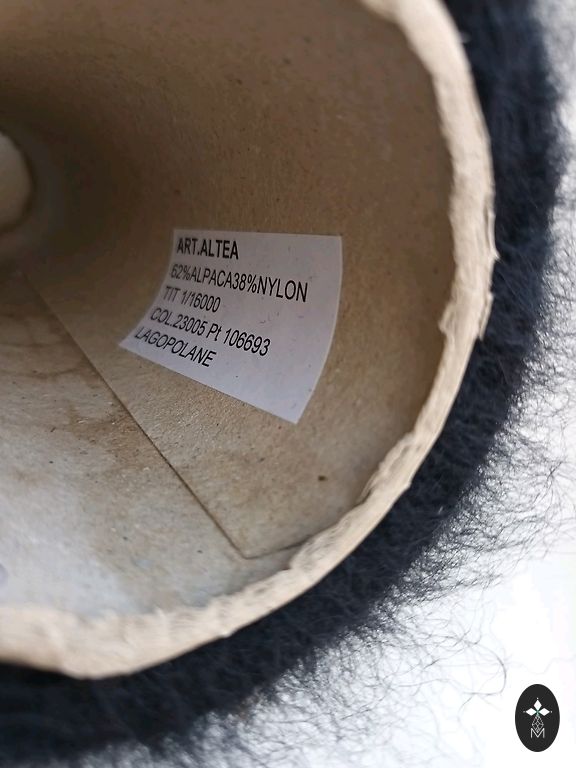 ART.ALTEA
62%ALPACA38%NYLON
TIT 1/16000
COL.23005 Pt 106693
LAGOPOLANE
M